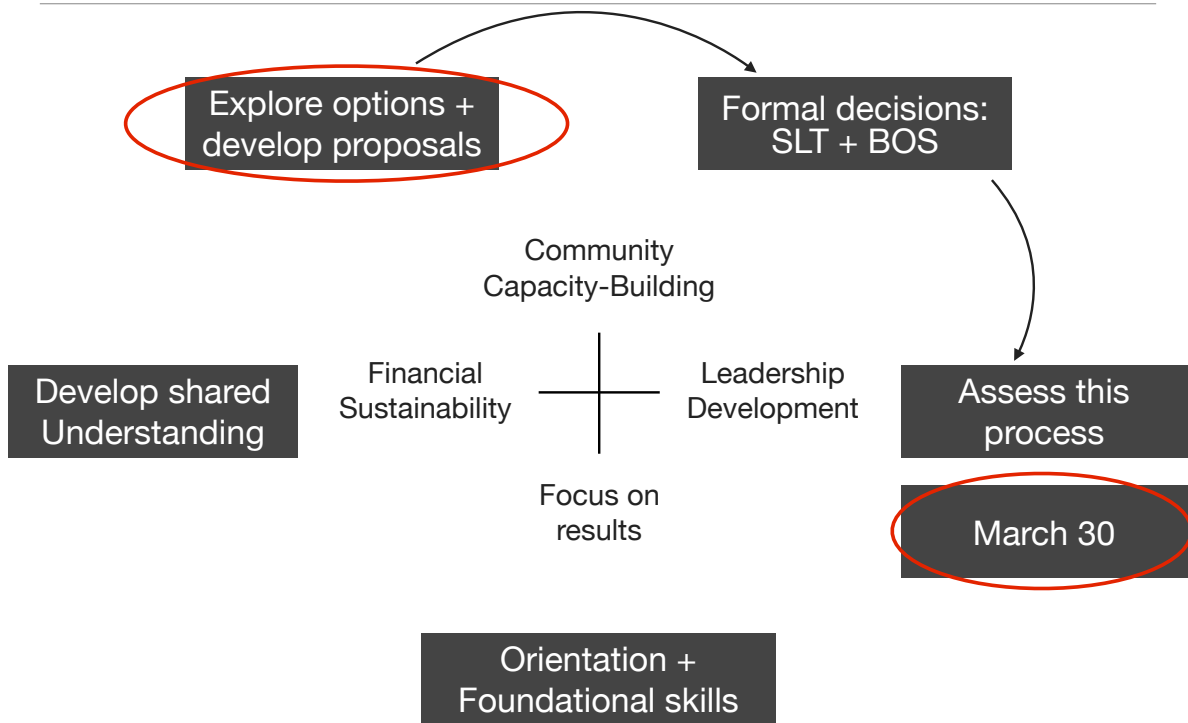 Explore options +
develop proposals
Formal decisions:
SLT + BOS
Community
Capacity-Building
Develop shared
Understanding
Financial
Sustainability
Leadership
Development
Assess this
process
Focus on
results
March 30
Orientation +
Foundational skills